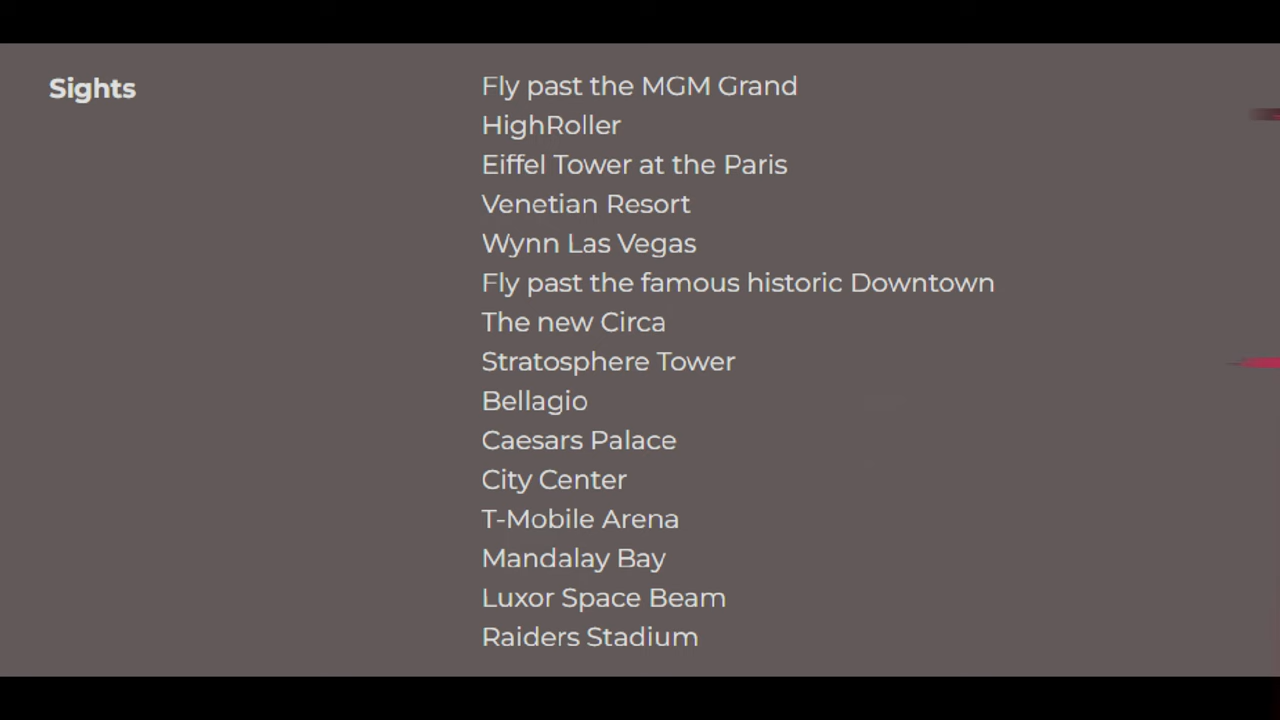 Sights
Fly past the MGM Grand
HighRoller
Eiffel Tower at the Paris
Venetian Resort
Wynn Las Vegas
Fly past the famous historic Downtown
The new Circa
Stratosphere Tower
Bellagio
Caesars Palace
City Center
T-Mobile Arena
Mandalay Bay
Luxor Space Beam
Raiders Stadium